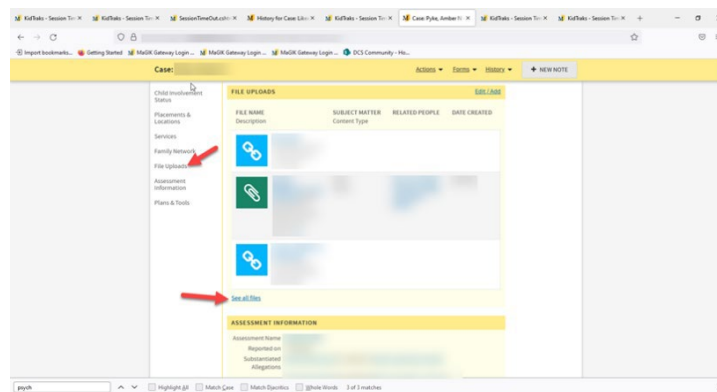 KidTraks - Session Tim
KidTraks - Session Tim
SessionTimeOut.cshtm
History for Case-Like:
KidTraks - Session Tim
KidTraks - Session Tim
KidTraks - Session Tim
Import bookmarks...
Getting Started
MaGIK Gateway Login ...
MaGIK Gateway Login ...
MaGIK Gateway Login ...
DCS Community - Ho...
Case:
Actions
Forms
History
+ NEW NOTE
Child Involvement
Status
Placements &
Locations
Services
Family Network
File Uploads
Assessment
Information
Plans & Tools
FILE UPLOADS
Edit / Add
FILE NAME
Description
SUBJECT MATTER
Content Type
RELATED PEOPLE
DATE CREATED
See all files
ASSESSMENT INFORMATION
Assessment Name
Reported on
Substantiated
Allegations
psych
Highlight All
Match Case
Match Diacritics
Whole Words
3 of 3 matches